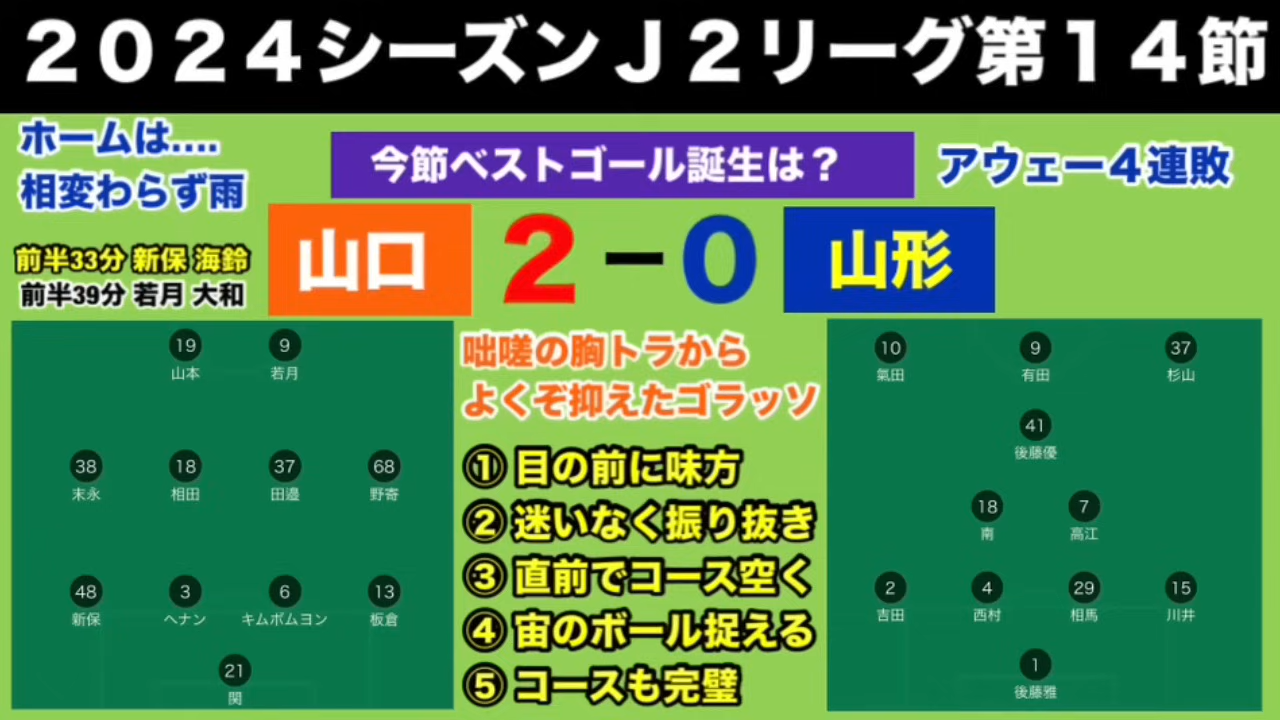 ２０２４シーズンＪ２リーグ第１４節
ホームは....
相変わらず雨
今節ベストゴール誕生は？
アウェー４連敗
前半33分 新保 海鈴
前半39分 若月 大和
山口
2
ー
0
山形
19
山本
9
若月
38
末永
18
相田
37
田邉
68
野寄
48
新保
3
ヘナン
6
キムボムヨン
13
板倉
21
関
咄嗟の胸トラから
よくぞ抑えたゴラッソ
① 目の前に味方
② 迷いなく振り抜き
③ 直前でコース空く
④ 宙のボール捉える
⑤ コースも完璧
10
氣田
9
有田
37
杉山
41
後藤優
18
南
7
高江
2
吉田
4
西村
29
相馬
15
川井
1
後藤雅